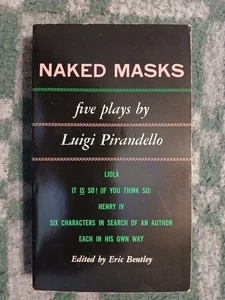 NAKED MASKS
five plays by
Luigi Pirandello
LIOLA
IT IS SO! (IF YOU THINK SO)
HENRY IV
SIX CHARACTERS IN SEARCH OF AN AUTHOR
EACH IN HIS OWN WAY
Edited by Eric Bentley